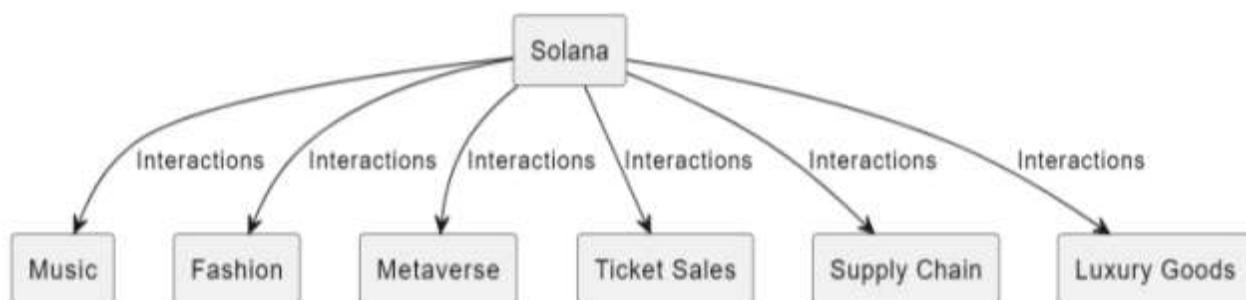 Solana
Interactions Interactions Interactions Interactions Interactions Interactions
Music Fashion Metaverse Ticket Sales Supply Chain Luxury Goods